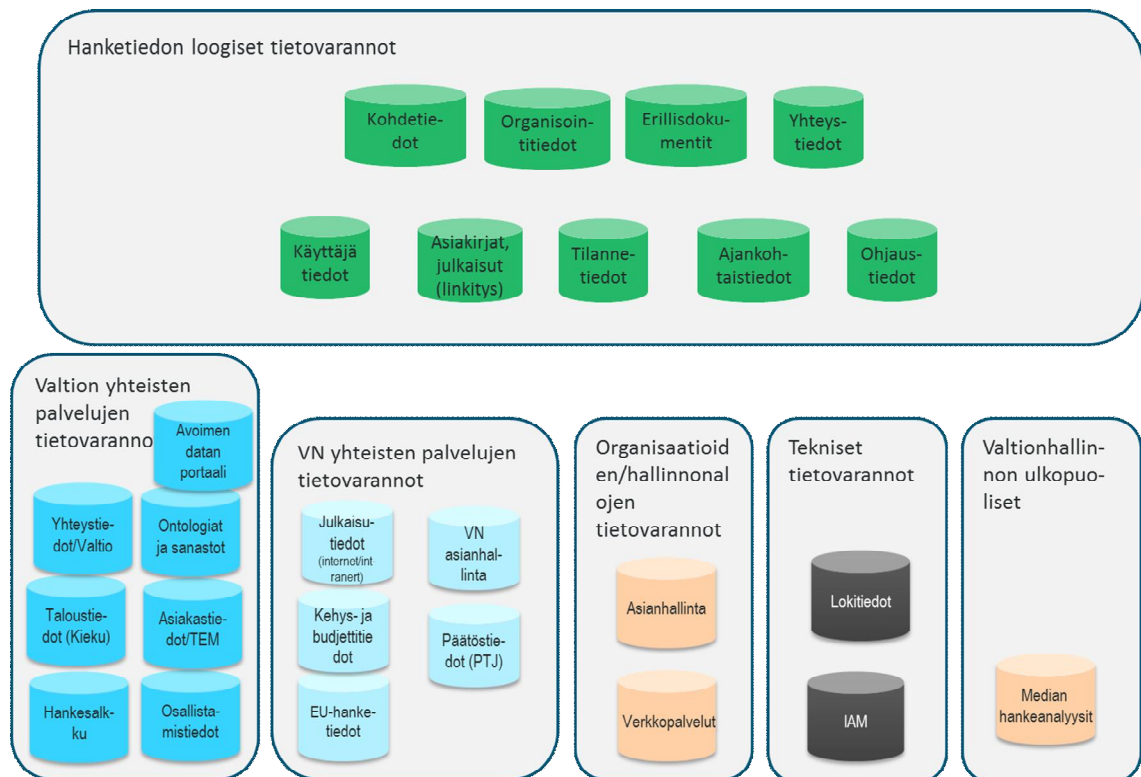 Hanketiedon loogiset tietovarannot
Kohdetie-
dot
Organisoin-
titiedot
Erillisdoku-
mentit
Yhteys-
tiedot
Käyttäjä
tiedot
Asiakirjat,
julkaisut
(linkitys)
Tilanne-
tiedot
Ajankoh-
taistiedot
Ohjaus-
tiedot
Valtion yhteisten
palvelujen
tietovaranno
Avoimen
datan
portaali
Yhteystie-
dot/Valtio
Ontologiat
ja sanastot
Taloustie-
dot (Kieku)
Asiakastie-
dot/TEM
Hankesalk-
ku
Osallista-
mistiedot
VN yhteisten palvelujen
tietovarannot
Julkaisu-
tiedot
(internet/int
ranert)
VN
asianhal-
linta
Kehys- ja
budjettitie
dot
Päätöstie-
dot (PTJ)
EU-hanke-
tiedot
Organisaatioid
en/hallinnonal
ojen
tietovarannot
Asianhallinta
Verkkopalvelut
Tekniset
tietovarannot
Lokitiedot
IAM
Valtionhallin-
non ulkopuo-
liset
Median
hankeanalyysit